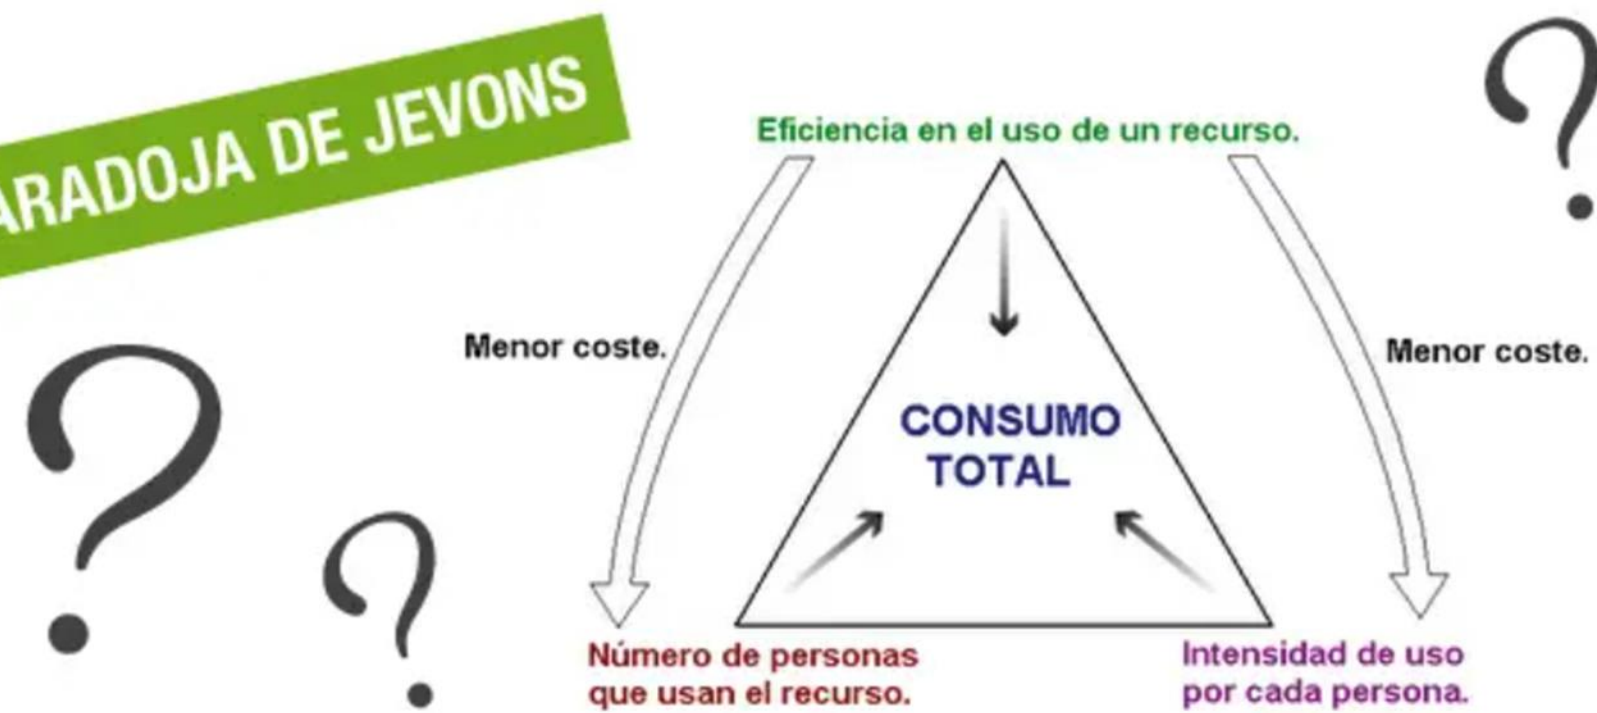 ARADOJA DE JEVONS
Eficiencia en el uso de un recurso.
Menor coste.
Menor coste.
CONSUMO
TOTAL
Número de personas
que usan el recurso.
Intensidad de uso
por cada persona.
?
?
?